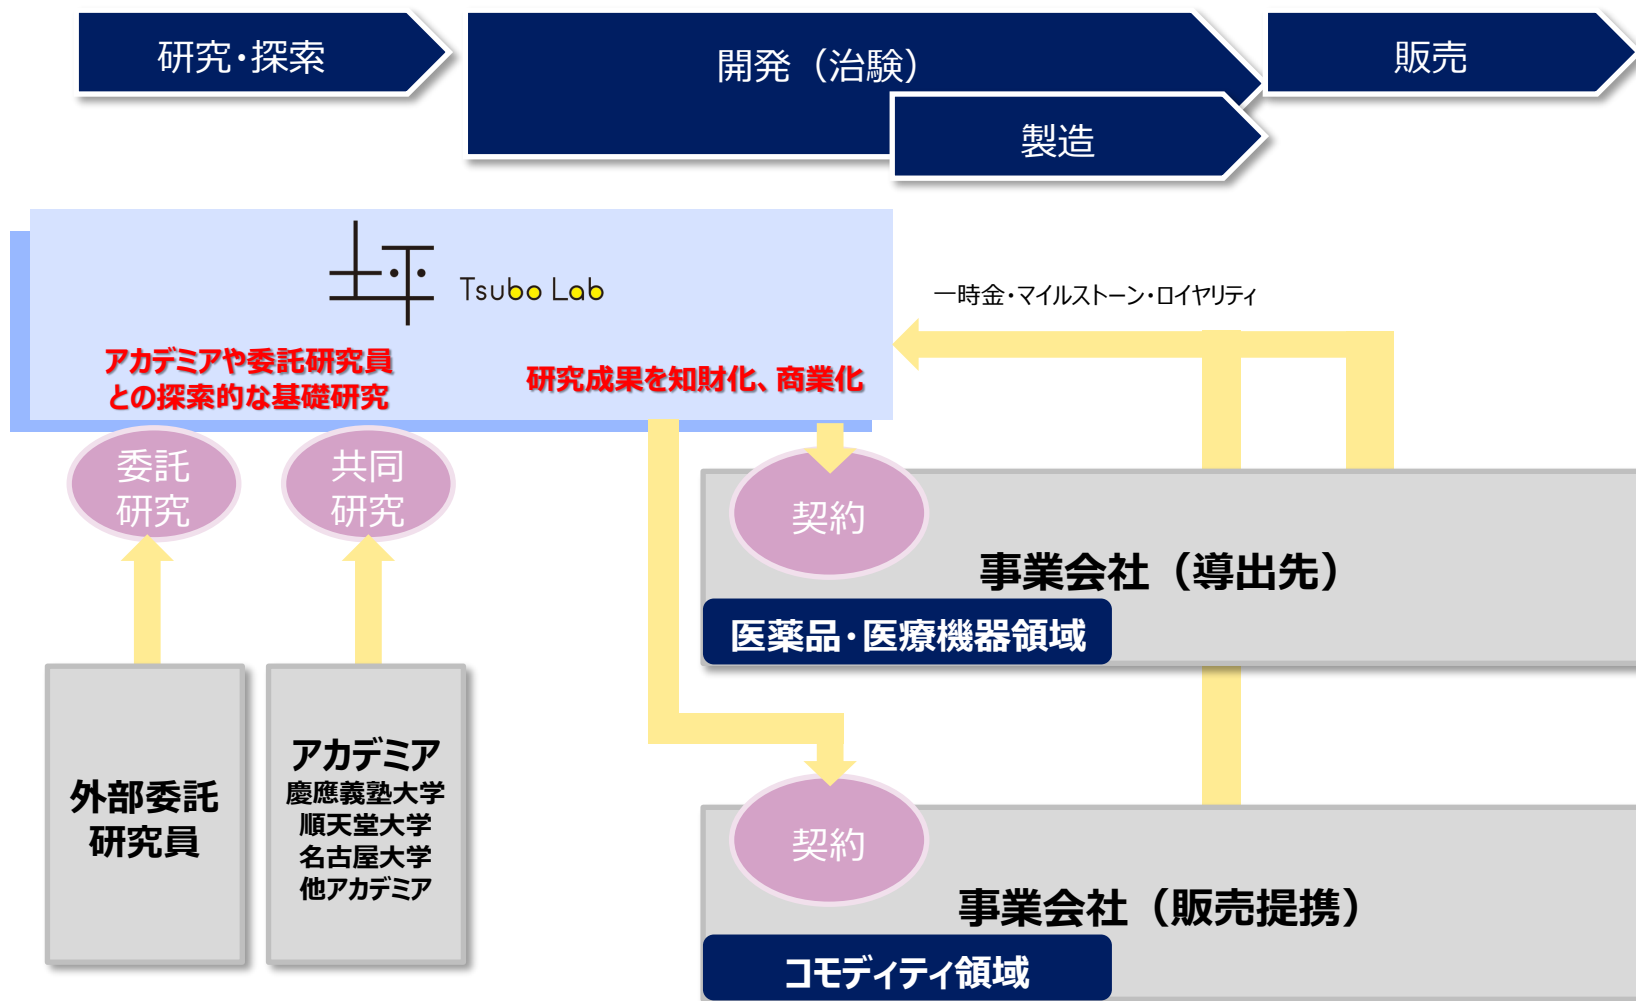 研究・探索
開発（治験）
販売
製造
坪
Tsubo Lab
一時金・マイルストーン・ロイヤリティ
アカデミアや委託研究員
との探索的な基礎研究
研究成果を知財化、商業化
委託
研究
共同
研究
契約
事業会社（導出先）
医薬品・医療機器領域
外部委託
研究員
アカデミア
慶應義塾大学
順天堂大学
名古屋大学
他アカデミア
契約
事業会社（販売提携）
コモディティ領域